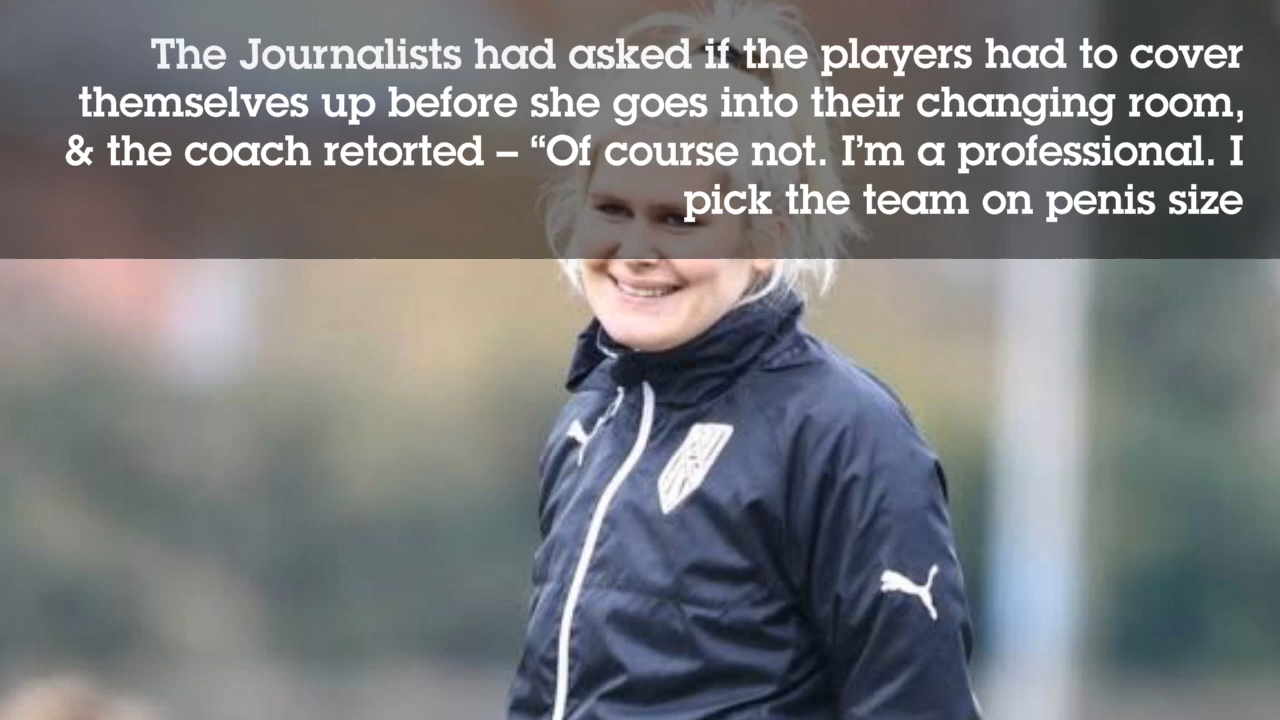 The Journalists had asked if the players had to cover
themselves up before she goes into their changing room,
& the coach retorted – “Of course not. I’m a professional. I
pick the team on penis size